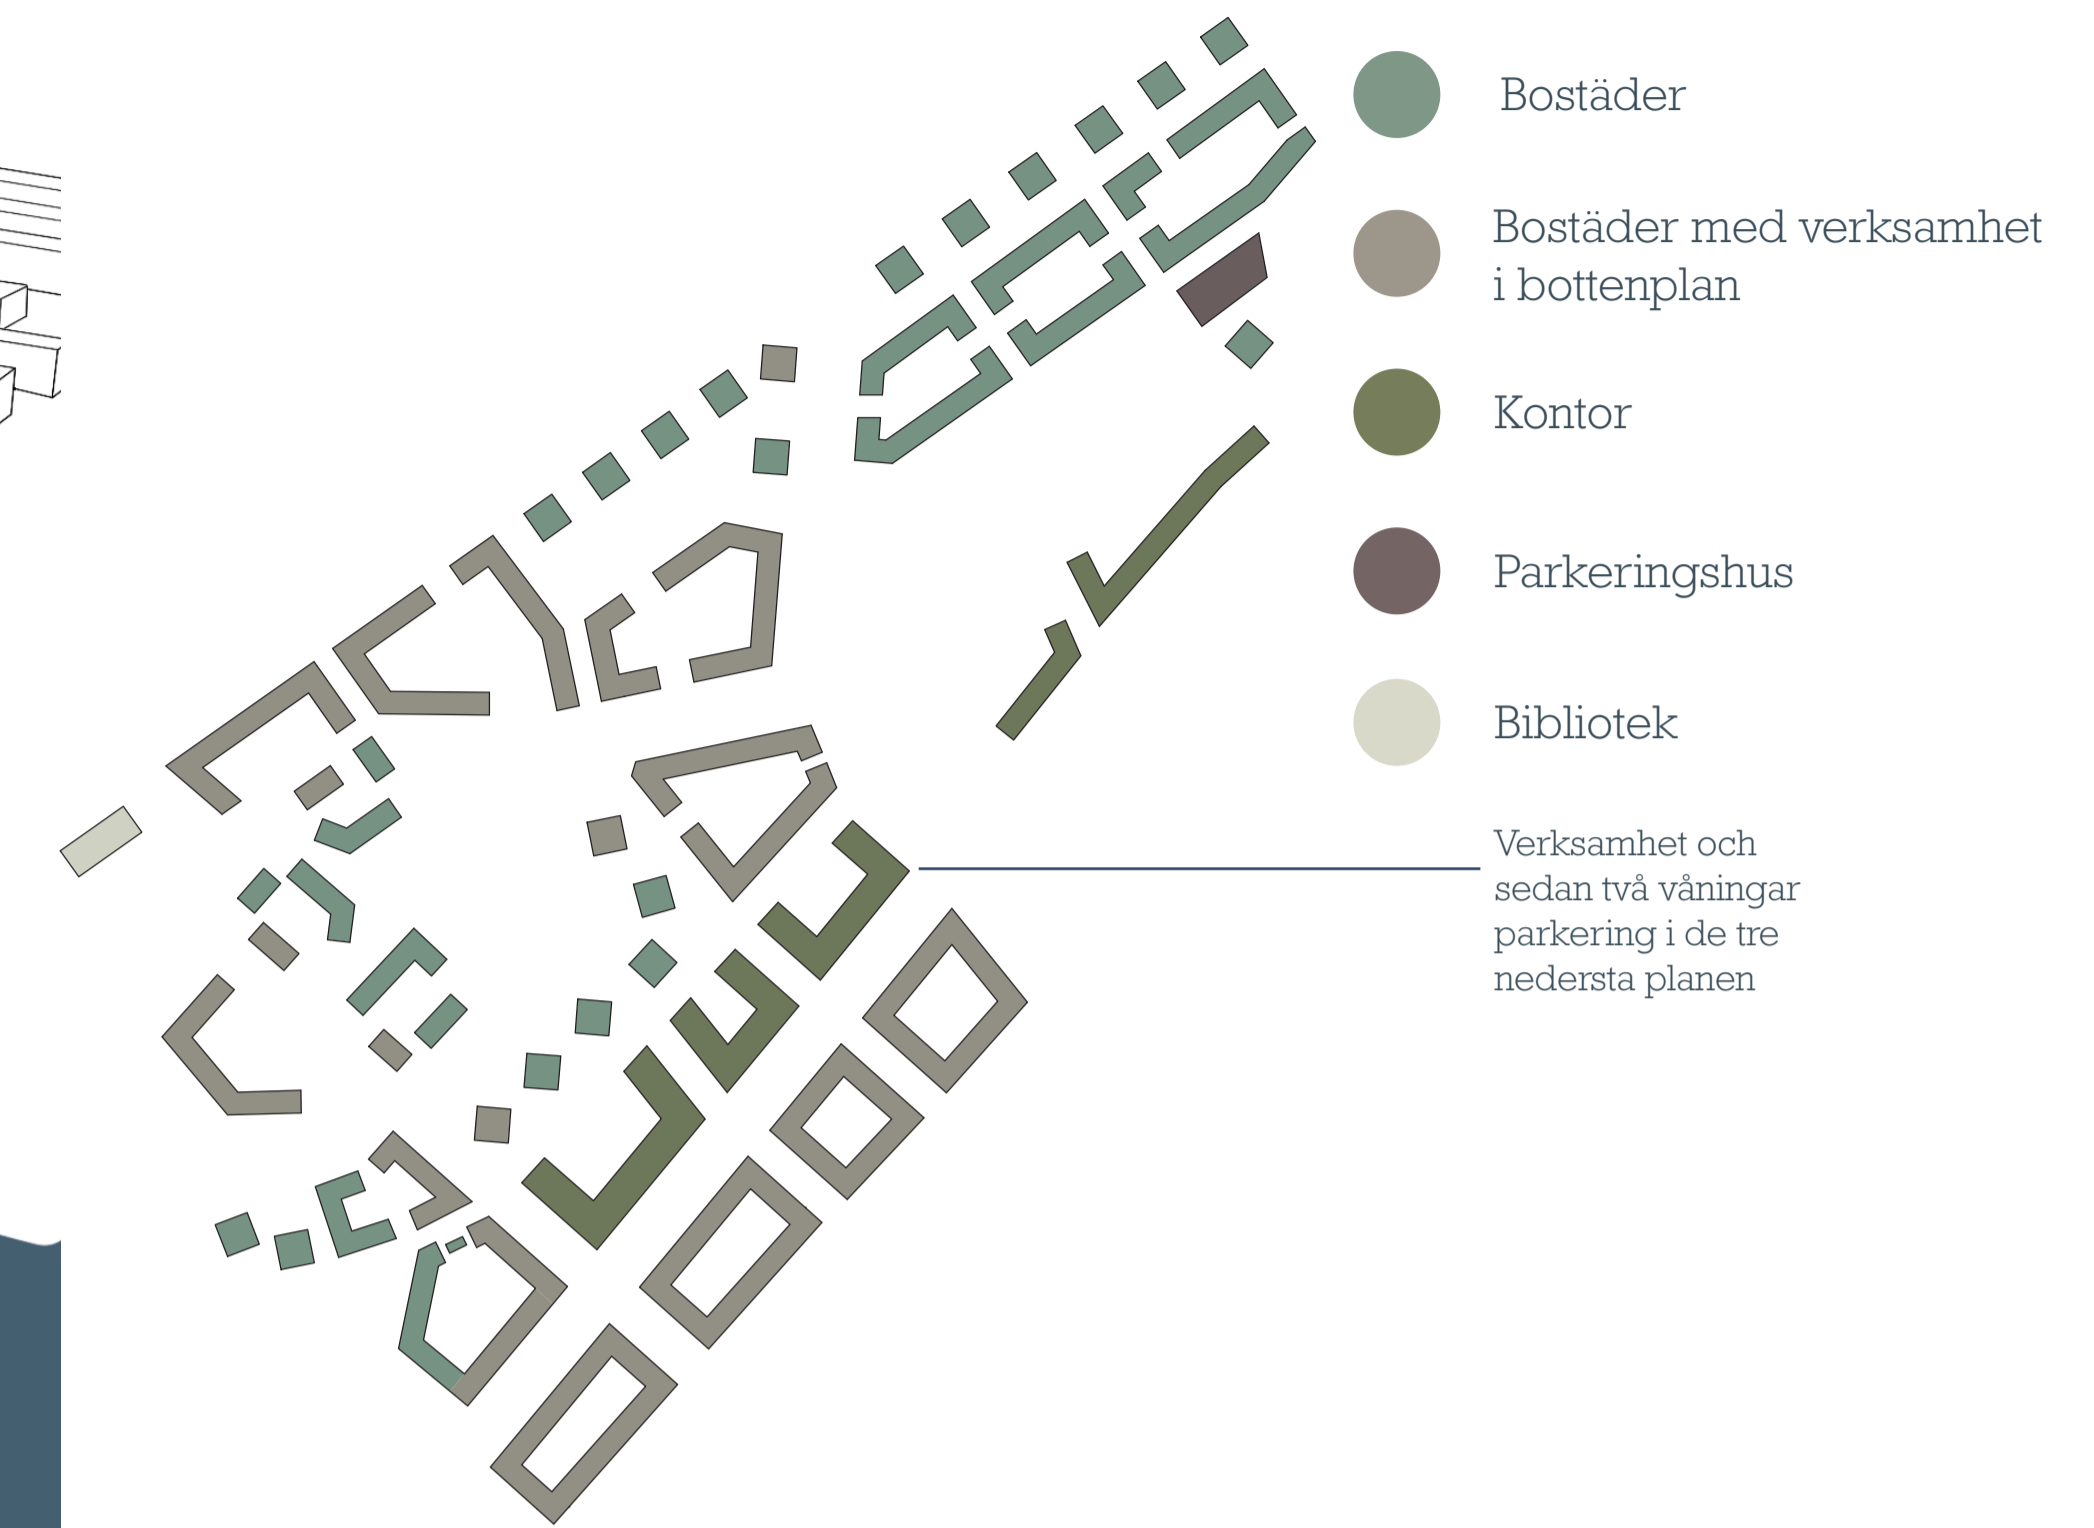 Bostäder
Bostäder med verksamhet
i bottenplan
Kontor
Parkeringshus
Bibliotek
Verksamhet och
sedan två våningar
parkering i de tre
nedersta planen